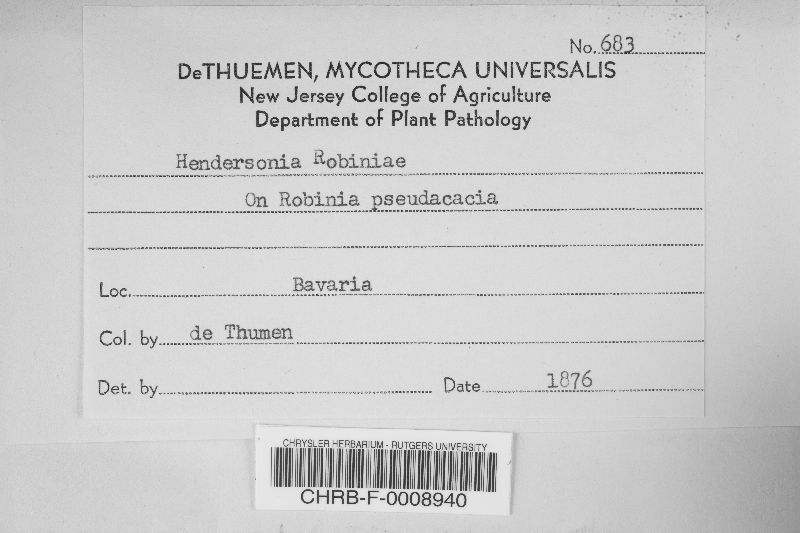 No. 683
DeTHUEMEN, MYCOTHECA UNIVERSALIS
New Jersey College of Agriculture
Department of Plant Pathology
Hendersonia Robiniae
On Robinia pseudacacia
Loc. Bavaria
Col. by de Thumen
Det. by Date 1876
CHRYSLER HERBARIUM - RUTGERS UNIVERSITY
CHRB-F-0008940